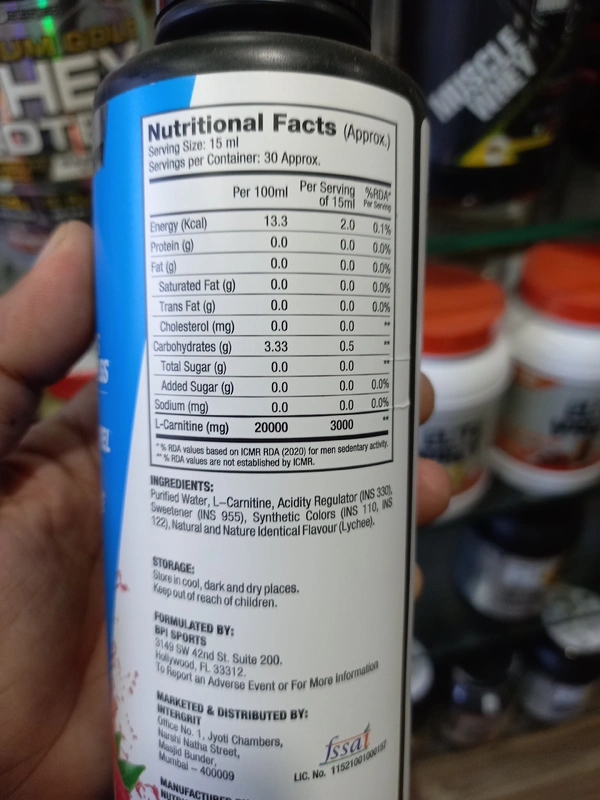 UM GOLD
HEY
MUSCLE
WHEY
Nutritional Facts (Approx.)
Serving Size: 15 ml
Servings per Container: 30 Approx.
Per 100ml Per Serving of 15ml %RDA* Per Serving
Energy (Kcal) 13.3 2.0 0.1%
Protein (g) 0.0 0.0 0.0%
Fat (g) 0.0 0.0 0.0%
Saturated Fat (g) 0.0 0.0 0.0%
Trans Fat (g) 0.0 0.0 0.0%
Cholesterol (mg) 0.0 0.0 **
Carbohydrates (g) 3.33 0.5 **
Total Sugar (g) 0.0 0.0 **
Added Sugar (g) 0.0 0.0 0.0%
Sodium (mg) 0.0 0.0 0.0%
L-Carnitine (mg) 20000 3000 **
*% RDA values based on ICMR RDA (2020) for men sedentary activity.
**% RDA values are not established by ICMR.
INGREDIENTS:
Purified Water, L-Carnitine, Acidity Regulator (INS 330),
Sweetener (INS 955), Synthetic Colors (INS 110, INS
122), Natural and Nature Identical Flavour (Lychee).
STORAGE:
Store in cool, dark and dry places.
Keep out of reach of children.
FORMULATED BY:
BPI SPORTS
3149 SW 42nd St. Suite 200.
Hollywood, FL 33312.
To Report an Adverse Event or For More Information
MARKETED & DISTRIBUTED BY:
INTERGRIT
Office No. 1, Jyoti Chambers,
Narshi Natha Street,
Masjid Bunder,
Mumbai – 400009
fssai
LIC. No.
MANUFACTURED